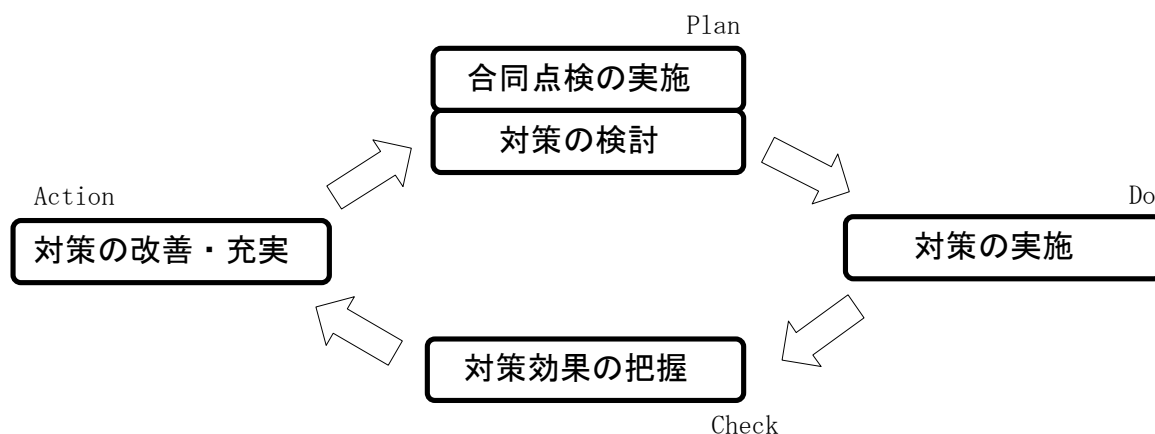 Plan
合同点検の実施
対策の検討
Action
Do
対策の改善・充実
対策の実施
対策効果の把握
Check